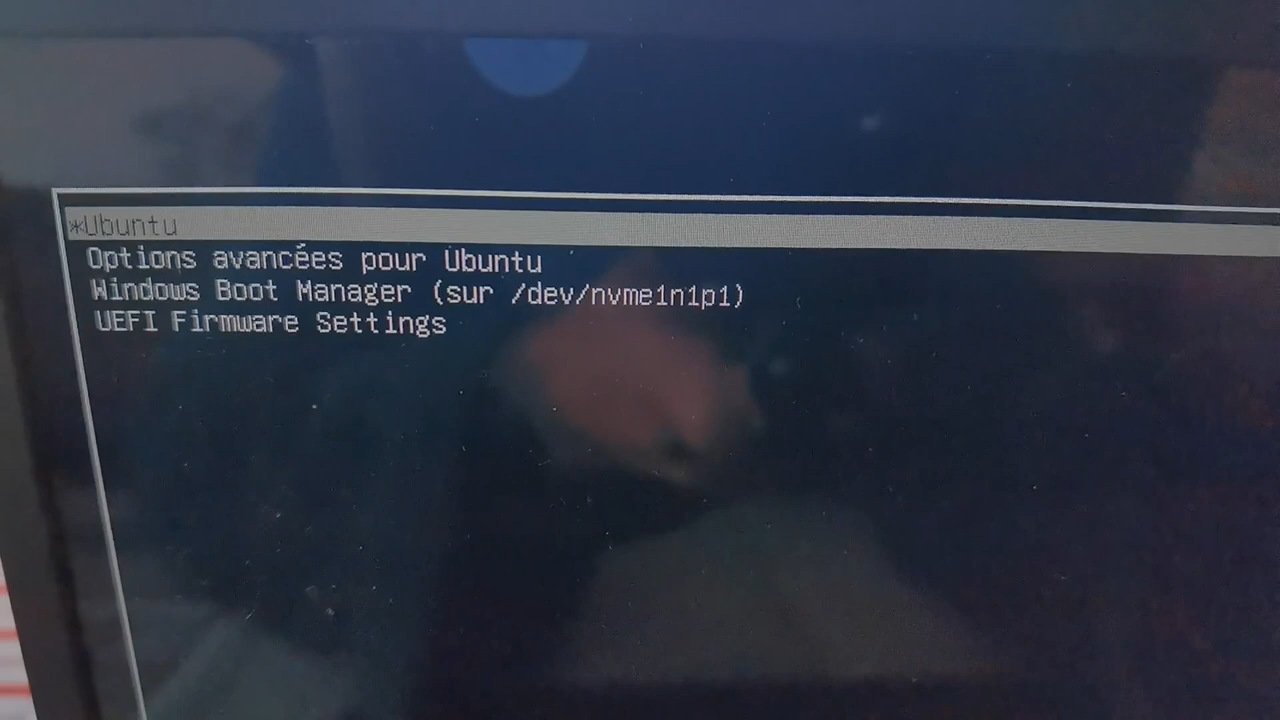 *Ubuntu
Options avancées pour Ubuntu
Windows Boot Manager (sur /dev/nvme1n1p1)
UEFI Firmware Settings